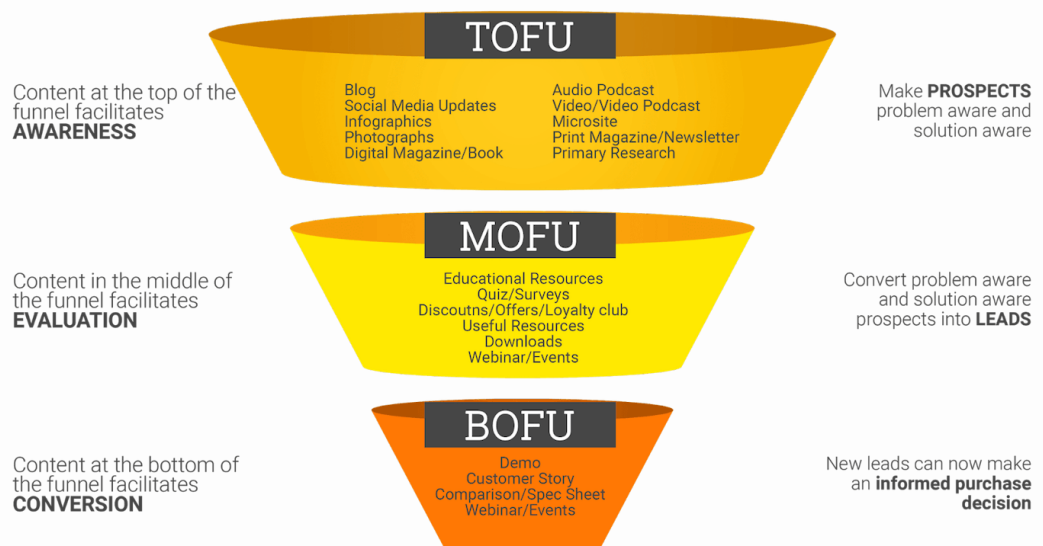 TOFU
Content at the top of the
funnel facilitates
AWARENESS
Blog
Social Media Updates
Infographics
Photographs
Digital Magazine/Book
Audio Podcast
Video/Video Podcast
Microsite
Print Magazine/Newsletter
Primary Research
Make PROSPECTS
problem aware and
solution aware
MOFU
Content in the middle of
the funnel facilitates
EVALUATION
Educational Resources
Quiz/Surveys
Discoutns/Offers/Loyalty club
Useful Resources
Downloads
Webinar/Events
Convert problem aware
and solution aware
prospects into LEADS
BOFU
Content at the bottom of
the funnel facilitates
CONVERSION
Demo
Customer Story
Comparison/Spec Sheet
Webinar/Events
New leads can now make
an informed purchase
decision